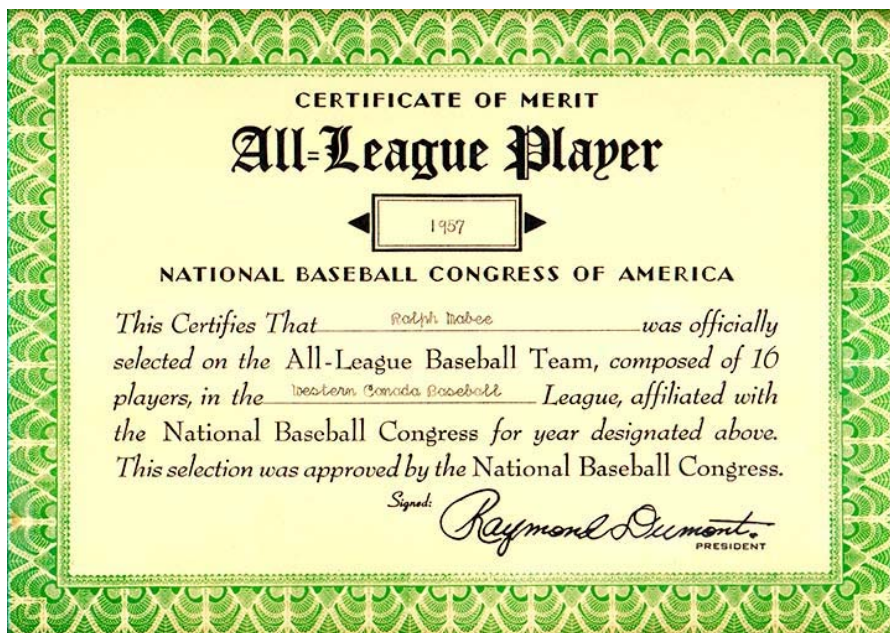 CERTIFICATE OF MERIT
All-League Player
1957
NATIONAL BASEBALL CONGRESS OF AMERICA
This Certifies That Ralph Mabee was officially
selected on the All-League Baseball Team, composed of 16
players, in the Western Canada Baseball League, affiliated with
the National Baseball Congress for year designated above.
This selection was approved by the National Baseball Congress.
Signed: Raymond Dumont.
PRESIDENT